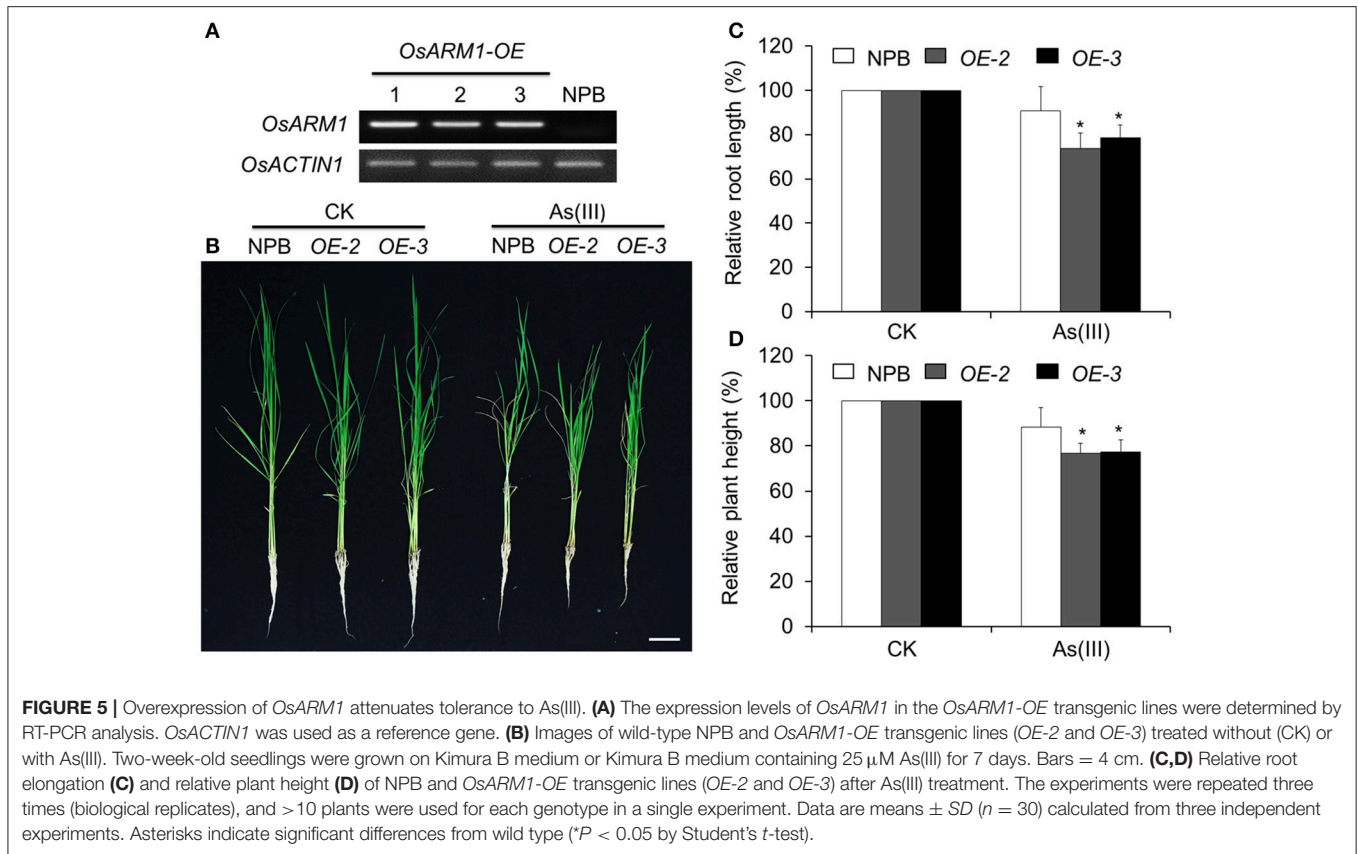 A
OsARM1-OE
1 2 3 NPB
OsARM1
OsACTIN1
CK As(III)
B NPB OE-2 OE-3 NPB OE-2 OE-3
C
Relative root length (%)
120
100
80
60
40
20
0
NPB OE-2 OE-3
* *
CK As(III)
D
Relative plant height (%)
120
100
80
60
40
20
0
NPB OE-2 OE-3
* *
CK As(III)
FIGURE 5 | Overexpression of OsARM1 attenuates tolerance to As(III). (A) The expression levels of OsARM1 in the OsARM1-OE transgenic lines were determined by
RT-PCR analysis. OsACTIN1 was used as a reference gene. (B) Images of wild-type NPB and OsARM1-OE transgenic lines (OE-2 and OE-3) treated without (CK) or
with As(III). Two-week-old seedlings were grown on Kimura B medium or Kimura B medium containing 25 μM As(III) for 7 days. Bars = 4 cm. (C,D) Relative root
elongation (C) and relative plant height (D) of NPB and OsARM1-OE transgenic lines (OE-2 and OE-3) after As(III) treatment. The experiments were repeated three
times (biological replicates), and >10 plants were used for each genotype in a single experiment. Data are means ± SD (n = 30) calculated from three independent
experiments. Asterisks indicate significant differences from wild type (*P < 0.05 by Student's t-test).